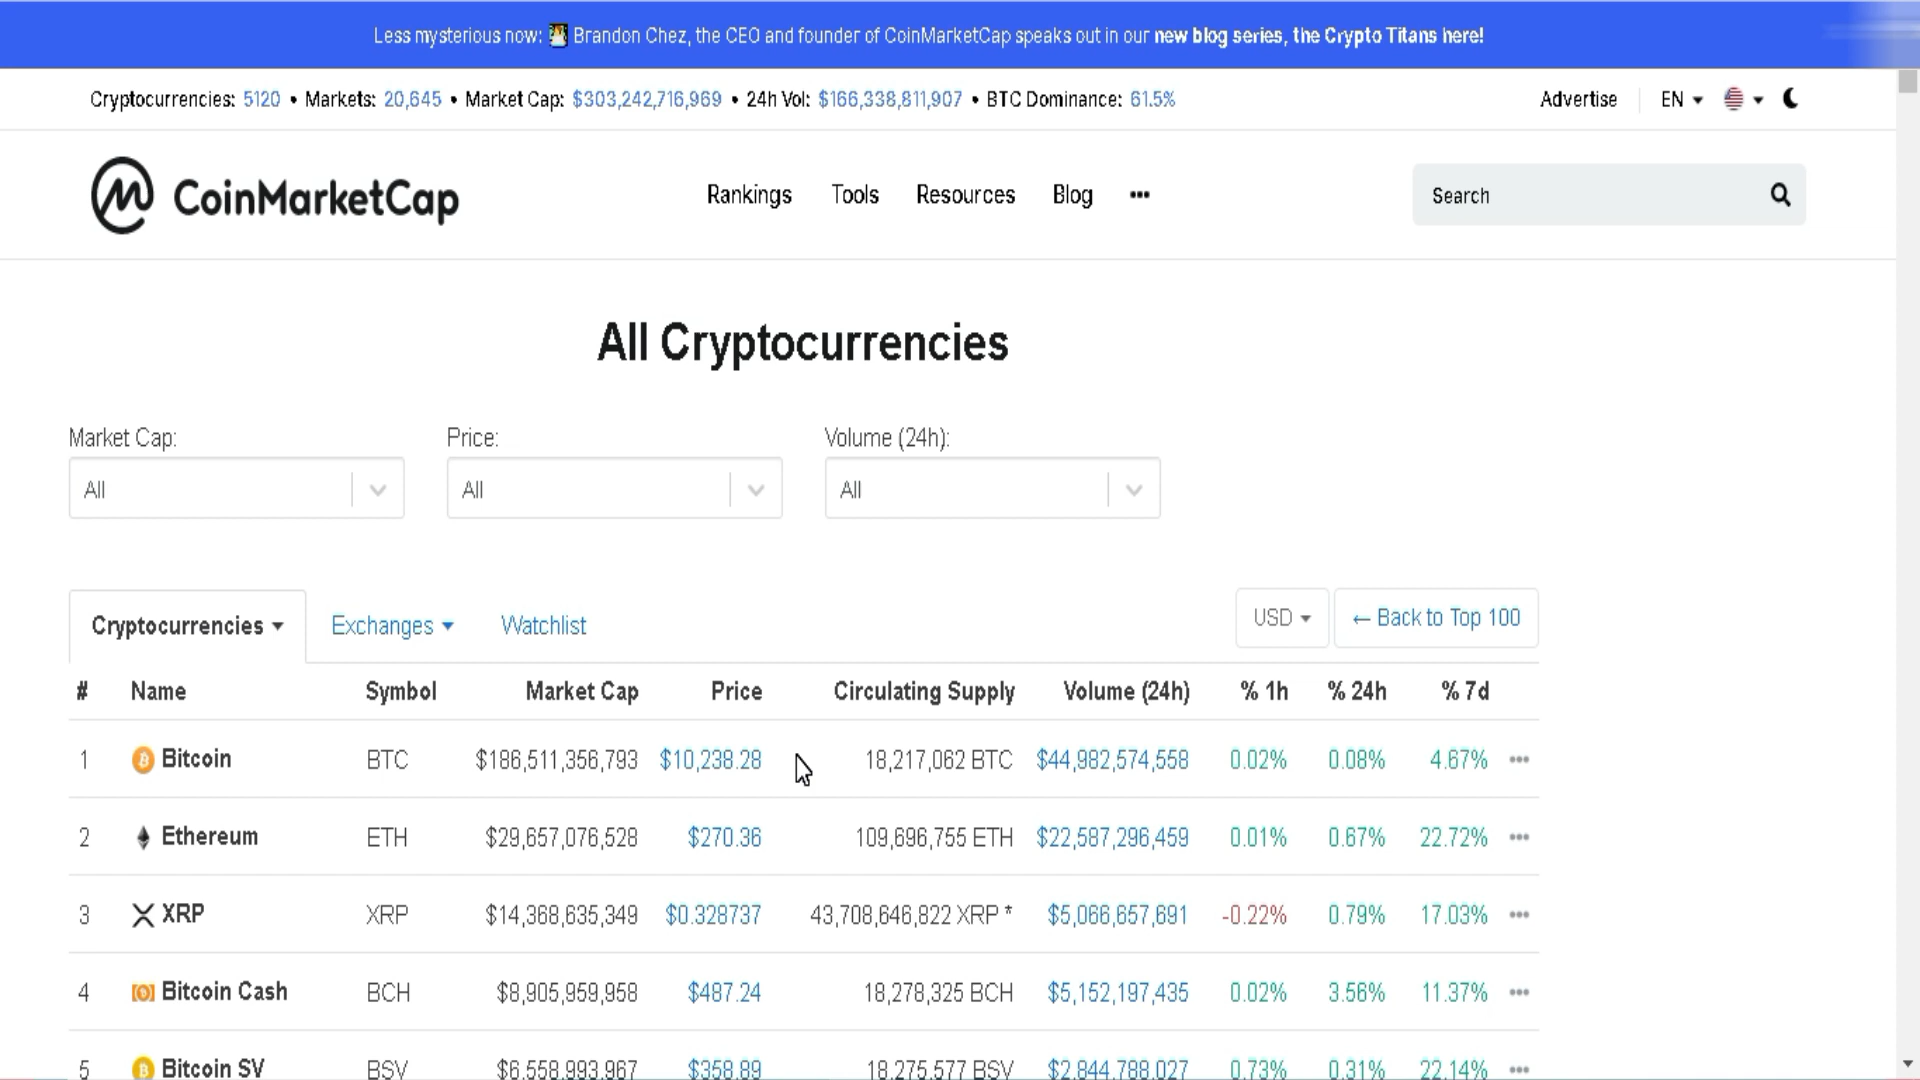 Less mysterious now: Brandon Chez, the CEO and founder of CoinMarketCap speaks out in our new blog series, the Crypto Titans here!
Cryptocurrencies: 5120 • Markets: 20,645 • Market Cap: $303,242,716,969 • 24h Vol: $166,338,811,907 • BTC Dominance: 61.5% Advertise EN
CoinMarketCap Rankings Tools Resources Blog ••• Search
All Cryptocurrencies
Market Cap: Price: Volume (24h):
All All All
Cryptocurrencies Exchanges Watchlist USD ← Back to Top 100
# Name Symbol Market Cap Price Circulating Supply Volume (24h) % 1h % 24h % 7d
1 Bitcoin BTC $186,511,356,793 $10,238.28 18,217,062 BTC $44,982,574,558 0.02% 0.08% 4.67% •••
2 Ethereum ETH $29,657,076,528 $270.36 109,696,755 ETH $22,587,296,459 0.01% 0.67% 22.72% •••
3 XRP XRP $14,368,635,349 $0.328737 43,708,646,822 XRP * $5,066,657,691 -0.22% 0.79% 17.03% •••
4 Bitcoin Cash BCH $8,905,959,958 $487.24 18,278,325 BCH $5,152,197,435 0.02% 3.56% 11.37% •••
5 Bitcoin SV BSV $6,558,993,967 $358.89 18,275,577 BSV $2,844,788,027 0.73% 0.31% 22.14% •••